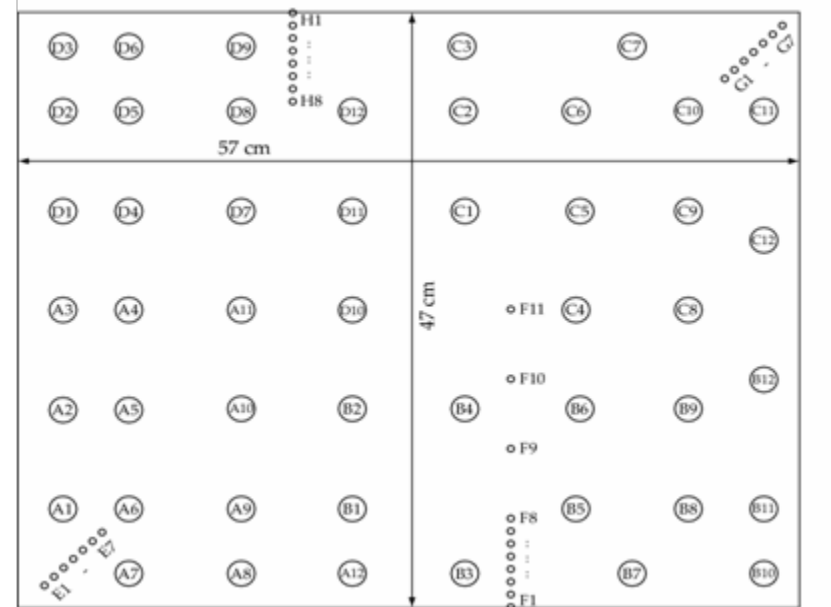 H1
D3 D6 D9 : C3 C7 G7
: -
: G1
H8
D2 D5 D8 D12 C2 C6 C10 C11
57 cm
D1 D4 D7 D11 C1 C5 C9
C12
47 cm
A3 A4 A11 D10 F11 C4 C8
F10 B12
A2 A5 A10 B2 B4 B6 B9
F9
A1 A6 A9 B1 F8 B5 B8 B11
E7 :
- :
E1 A7 A8 A12 B3 : B7 B10
F1